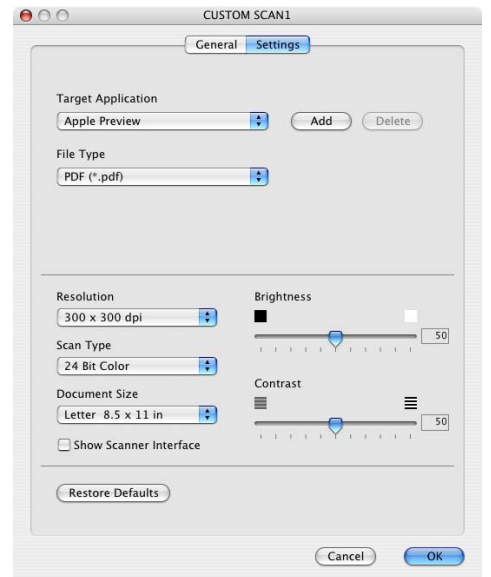 CUSTOM SCAN1
General Settings
Target Application
Apple Preview Add Delete
File Type
PDF (*.pdf)
Resolution
300 x 300 dpi
Scan Type
24 Bit Color
Document Size
Letter 8.5 x 11 in
Show Scanner Interface
Brightness
50
Contrast
50
Restore Defaults
Cancel OK